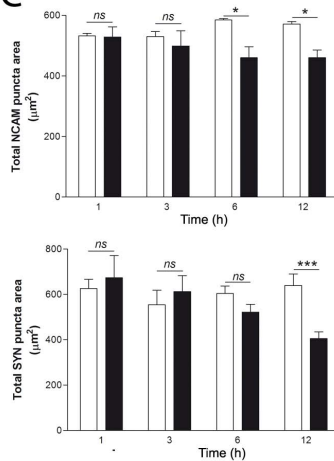 C
ns ns * *
Total NCAM puncta area
(μm²)
600
400
200
0
1 3 6 12
Time (h)
ns ns ns ***
Total SYN puncta area
(μm²)
800
600
400
200
0
1 3 6 12
Time (h)